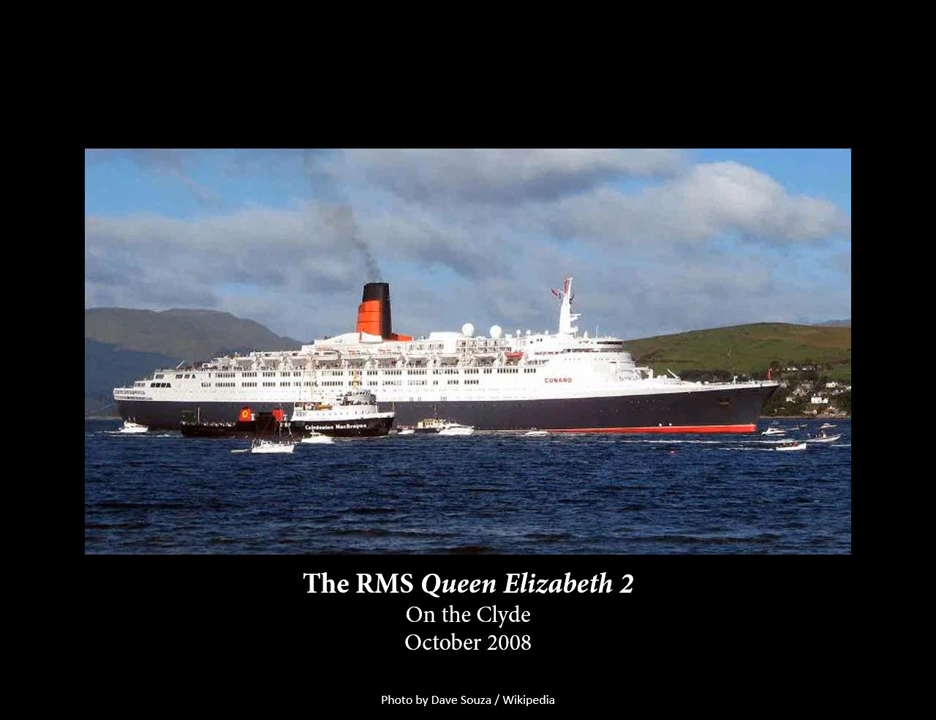 CUNARD
Caledonian MacBrayne
The RMS Queen Elizabeth 2
On the Clyde
October 2008
Photo by Dave Souza / Wikipedia